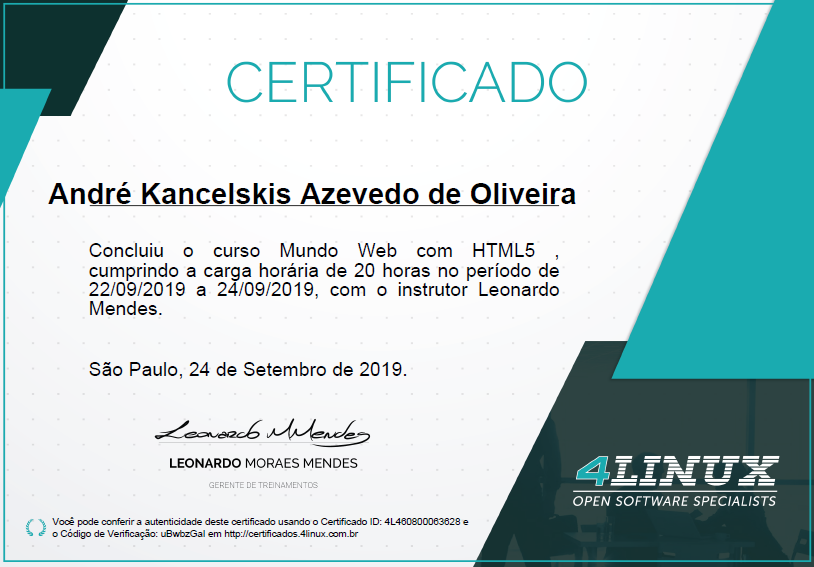 CERTIFICADO
André Kancelskis Azevedo de Oliveira
Concluiu o curso Mundo Web com HTML5 ,
cumprindo a carga horária de 20 horas no período de
22/09/2019 a 24/09/2019, com o instrutor Leonardo
Mendes.
São Paulo, 24 de Setembro de 2019.
Leonardo M Mendes
LEONARDO MORAES MENDES
GERENTE DE TREINAMENTOS
4LINUX
OPEN SOFTWARE SPECIALISTS
Você pode conferir a autenticidade deste certificado usando o Certificado ID: 4L460800063628 e
o Código de Verificação: uBwbzGal em http://certificados.4linux.com.br